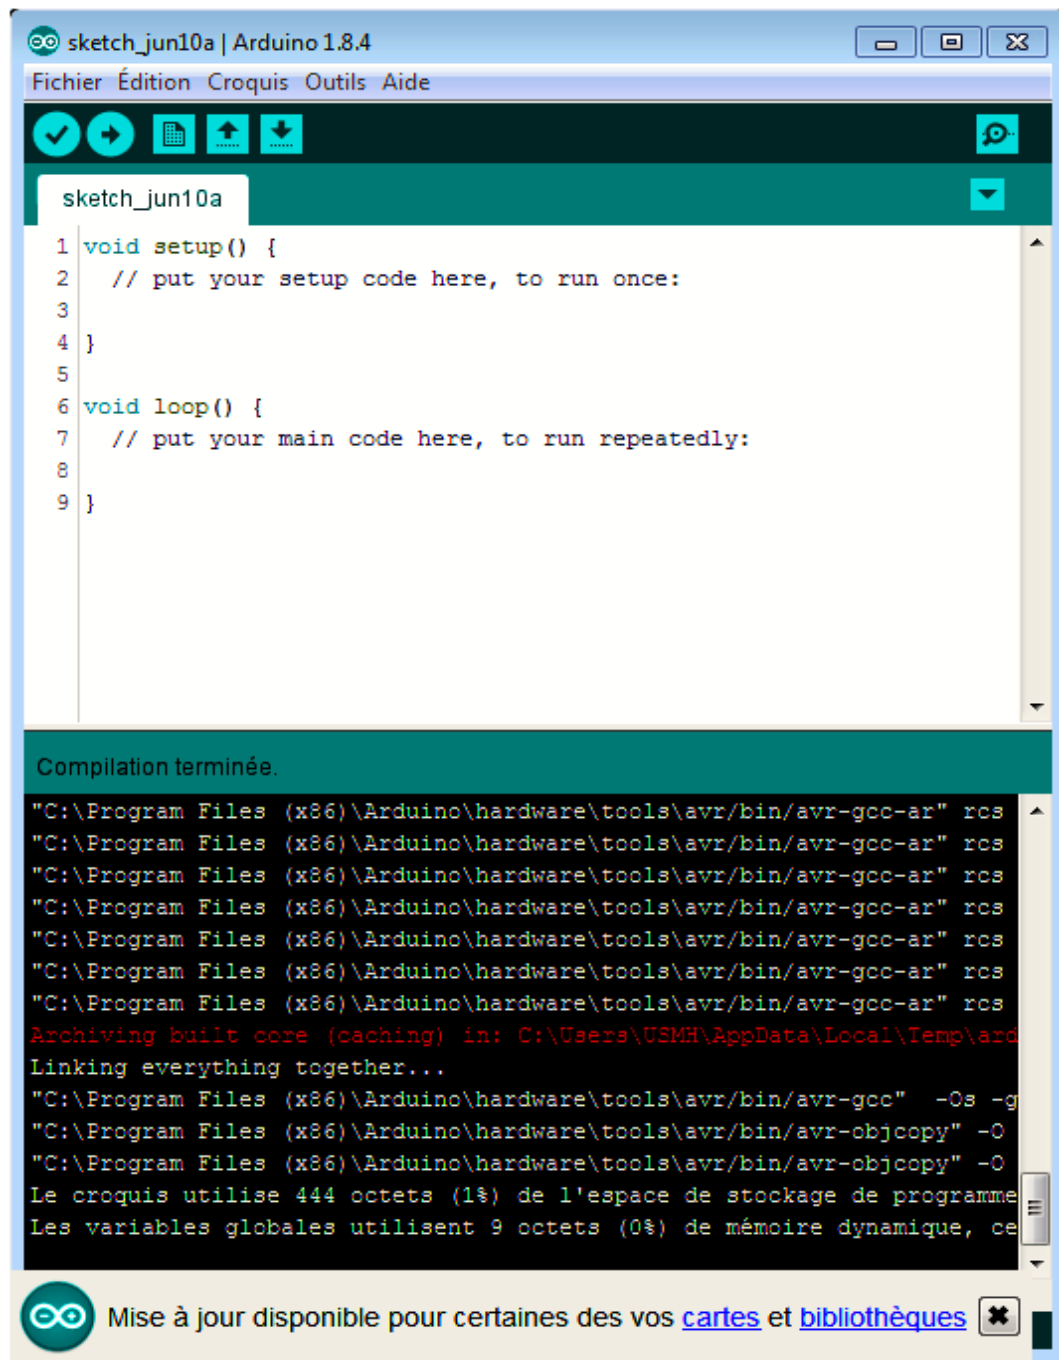 sketch_jun10a | Arduino 1.8.4
Fichier Édition Croquis Outils Aide
sketch_jun10a
1 void setup() {
2 // put your setup code here, to run once:
3
4 }
5
6 void loop() {
7 // put your main code here, to run repeatedly:
8
9 }
Compilation terminée.
"C:\Program Files (x86)\Arduino\hardware\tools\avr/bin/avr-gcc-ar" rcs
"C:\Program Files (x86)\Arduino\hardware\tools\avr/bin/avr-gcc-ar" rcs
"C:\Program Files (x86)\Arduino\hardware\tools\avr/bin/avr-gcc-ar" rcs
"C:\Program Files (x86)\Arduino\hardware\tools\avr/bin/avr-gcc-ar" rcs
"C:\Program Files (x86)\Arduino\hardware\tools\avr/bin/avr-gcc-ar" rcs
"C:\Program Files (x86)\Arduino\hardware\tools\avr/bin/avr-gcc-ar" rcs
"C:\Program Files (x86)\Arduino\hardware\tools\avr/bin/avr-gcc-ar" rcs
Archiving built core (caching) in: C:\Users\USMH\AppData\Local\Temp\ard
Linking everything together...
"C:\Program Files (x86)\Arduino\hardware\tools\avr/bin/avr-gcc" -Os -g
"C:\Program Files (x86)\Arduino\hardware\tools\avr/bin/avr-objcopy" -O
"C:\Program Files (x86)\Arduino\hardware\tools\avr/bin/avr-objcopy" -O
Le croquis utilise 444 octets (1%) de l'espace de stockage de programme
Les variables globales utilisent 9 octets (0%) de mémoire dynamique, ce
Mise à jour disponible pour certaines des vos cartes et bibliothèques